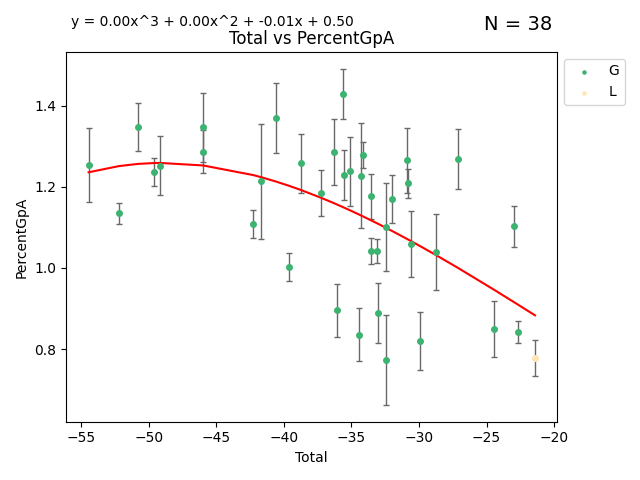 y = 0.00x^3 + 0.00x^2 + -0.01x + 0.50
N = 38
Total vs PercentGpA
G
L
1.4
1.2
1.0
0.8
PercentGpA
−55
−50
−45
−40
−35
−30
−25
−20
Total